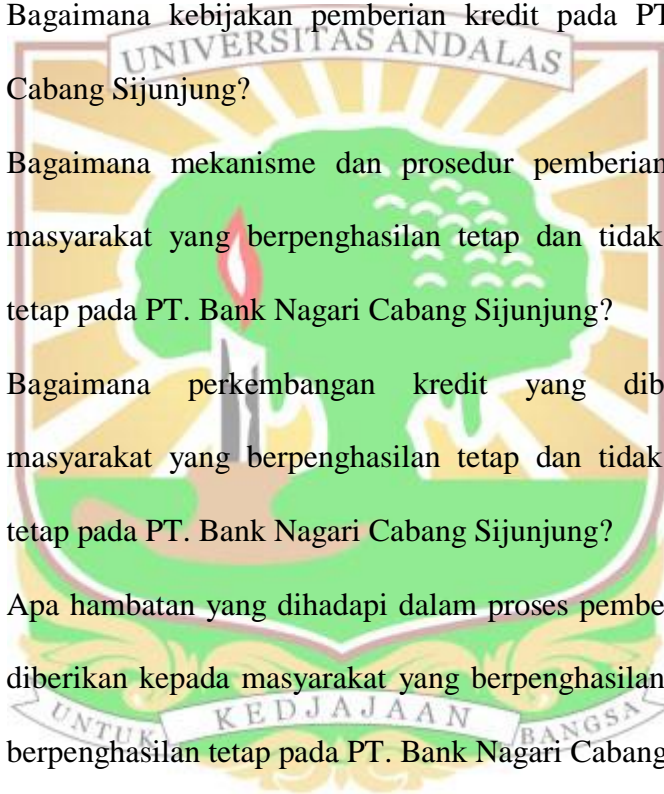 Bagaimana kebijakan pemberian kredit pada PT
UNIVERSITAS ANDALAS
Cabang Sijunjung?
Bagaimana mekanisme dan prosedur pemberian
masyarakat yang berpenghasilan tetap dan tidak
tetap pada PT. Bank Nagari Cabang Sijunjung?
Bagaimana perkembangan kredit yang dib
masyarakat yang berpenghasilan tetap dan tidak
tetap pada PT. Bank Nagari Cabang Sijunjung?
Apa hambatan yang dihadapi dalam proses pembe
diberikan kepada masyarakat yang berpenghasilan
UNTUK KEDJAJAAN BANGSA
berpenghasilan tetap pada PT. Bank Nagari Cabang